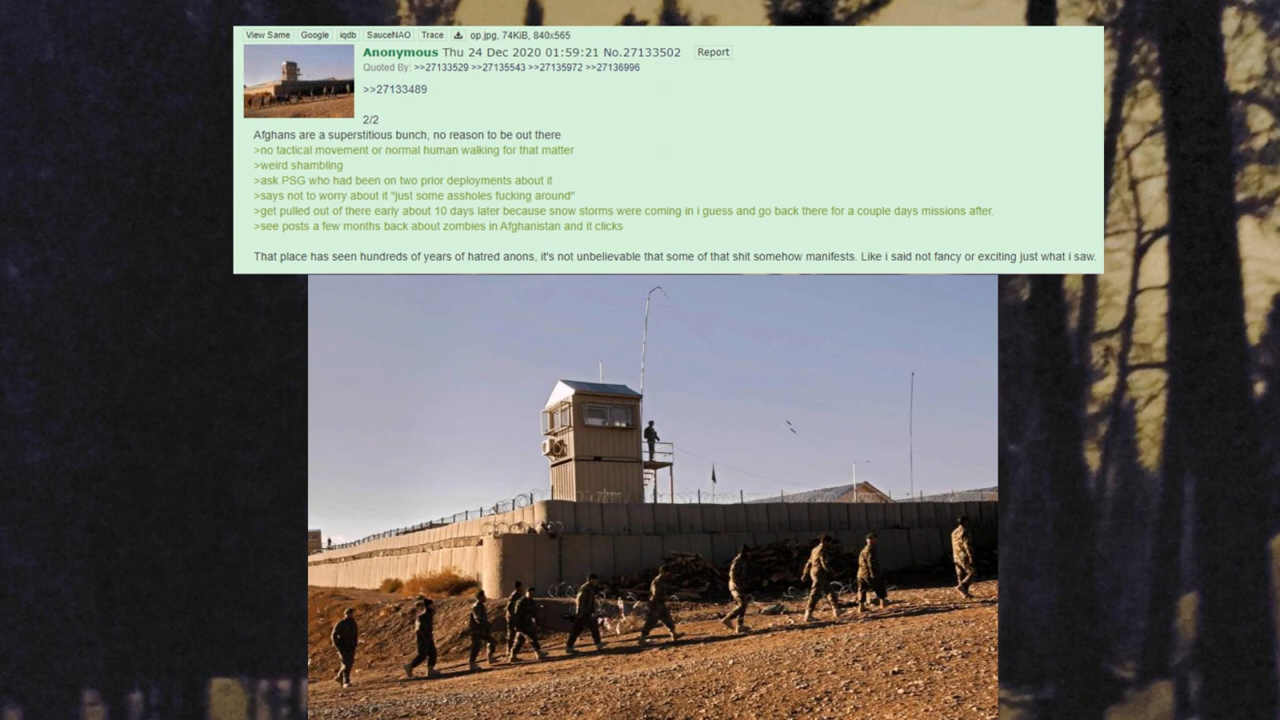 View Same Google iqdb SauceNAO Trace op.jpg, 74KiB, 840x565
Anonymous Thu 24 Dec 2020 01:59:21 No.27133502 Report
Quoted By: >>27133529 >>27135543 >>27135972 >>27136996
>>27133489
2/2
Afghans are a superstitious bunch, no reason to be out there
>no tactical movement or normal human walking for that matter
>weird shambling
>ask PSG who had been on two prior deployments about it
>says not to worry about it "just some assholes fucking around"
>get pulled out of there early about 10 days later because snow storms were coming in i guess and go back there for a couple days missions after.
>see posts a few months back about zombies in Afghanistan and it clicks
That place has seen hundreds of years of hatred anons, it's not unbelievable that some of that shit somehow manifests. Like i said not fancy or exciting just what i saw.